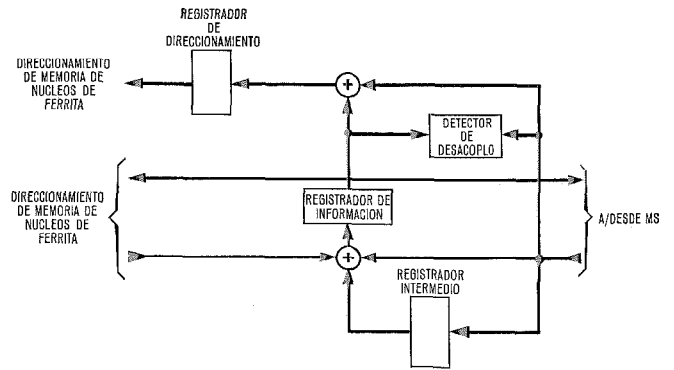 REGISTRADOR
DE
DIRECCIONAMIENTO
DIRECCIONAMIENTO
DE MEMORIA DE
NUCLEOS DE
FERRITA
+
DETECTOR
DE
DESACOPLO
DIRECCIONAMIENTO
DE MEMORIA DE
NUCLEOS DE
FERRITA
REGISTRADOR DE
INFORMACION
A/DESDE MS
+
REGISTRADOR
INTERMEDIO